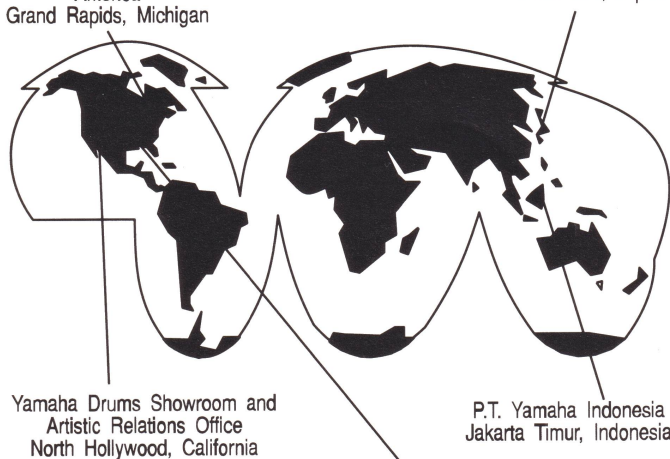 Grand Rapids, Michigan
Yamaha Drums Showroom and
Artistic Relations Office
North Hollywood, California
P.T. Yamaha Indonesia
Jakarta Timur, Indonesia